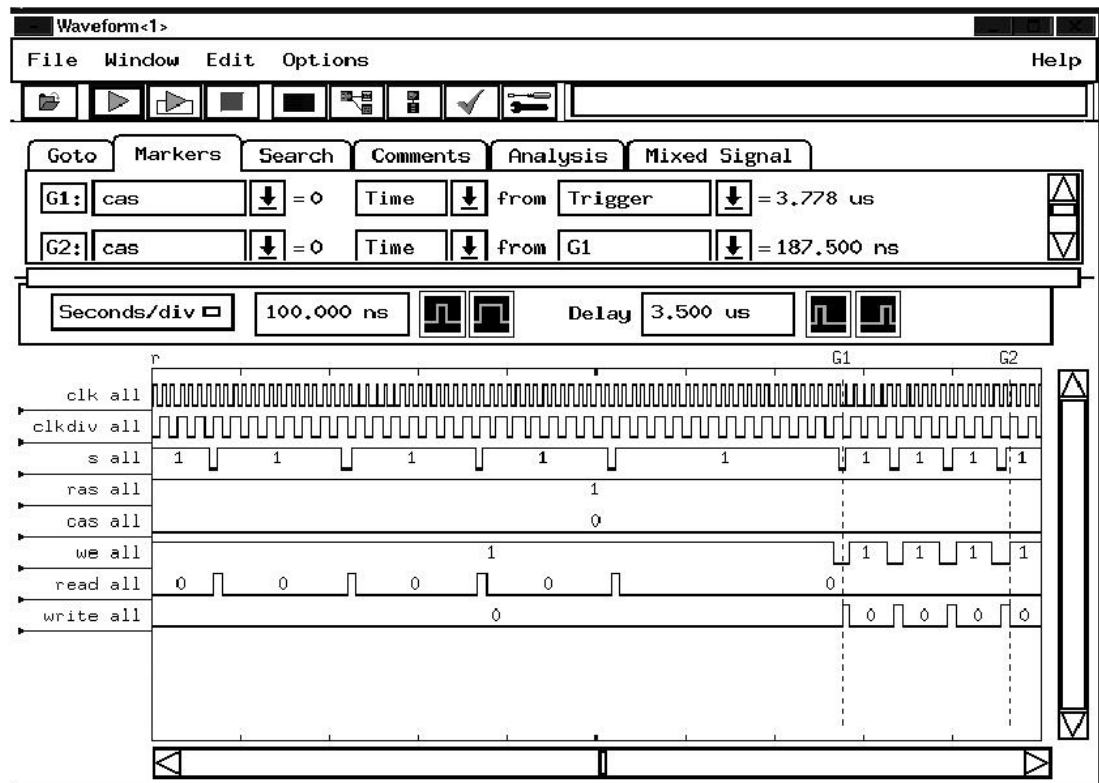 Waveform<1>
File Window Edit Options Help
Goto Markers Search Comments Analysis Mixed Signal
G1: cas = 0 Time from Trigger = 3.778 us
G2: cas = 0 Time from G1 = 187.500 ns
Seconds/div 100.000 ns Delay 3.500 us
r G1 G2
clk all
clkdiv all
s all 1 1 1 1 1 1 1 1 1
ras all 1
cas all 0
we all 1 1 1 1 1
read all 0 0 0 0 0
write all 0 0 0 0 0